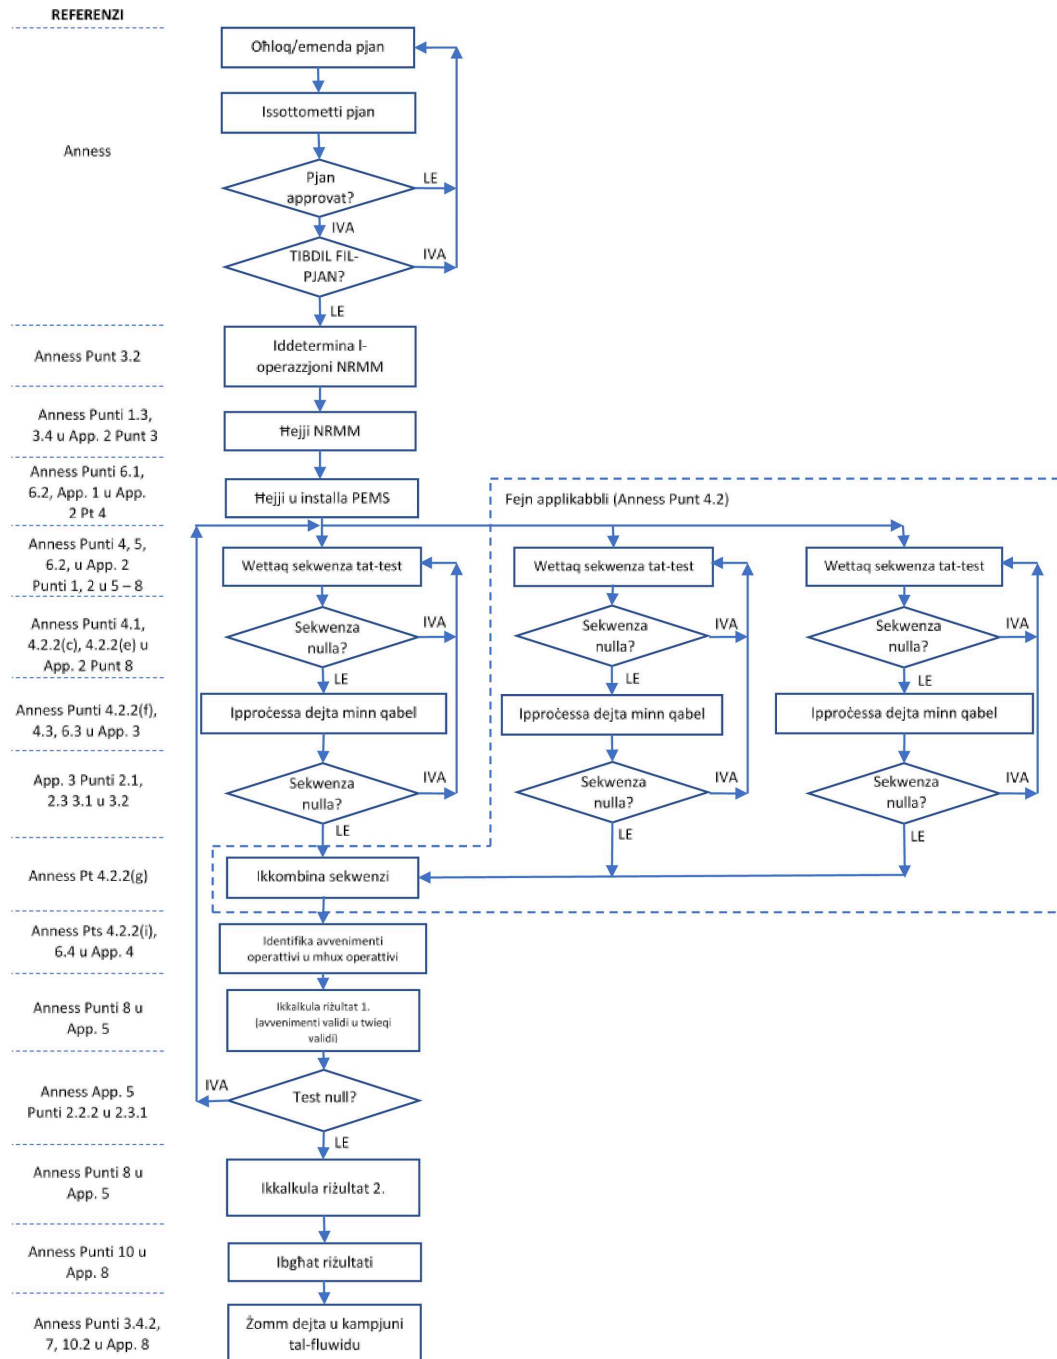 REFERENZI
Oħloq/emenda pjan
Issottometti pjan
Anness
Pjan
approvat?
LE
IVA
TIBDIL FIL-
PJAN?
IVA
LE
Anness Punt 3.2
Iddetermina l-
operazzjoni NRMM
Anness Punti 1.3,
3.4 u App. 2 Punt 3
Ħejji NRMM
Anness Punti 6.1,
6.2, App. 1 u App.
2 Pt 4
Ħejji u installa PEMS
Fejn applikabbli (Anness Punt 4.2)
Anness Punti 4, 5,
6.2, u App. 2
Punti 1, 2 u 5 – 8
Wettaq sekwenza tat-test
Wettaq sekwenza tat-test
Wettaq sekwenza tat-test
Anness Punti 4.1,
4.2.2(c), 4.2.2(e) u
App. 2 Punt 8
Sekwenza
nulla?
IVA
LE
Sekwenza
nulla?
IVA
LE
Sekwenza
nulla?
IVA
LE
Anness Punti 4.2.2(f),
4.3, 6.3 u App. 3
Ipproċessa dejta minn qabel
Ipproċessa dejta minn qabel
Ipproċessa dejta minn qabel
App. 3 Punti 2.1,
2.3 3.1 u 3.2
Sekwenza
nulla?
IVA
LE
Sekwenza
nulla?
IVA
LE
Sekwenza
nulla?
IVA
LE
Anness Pt 4.2.2(g)
Ikkombina sekwenzi
Anness Pts 4.2.2(i),
6.4 u App. 4
Identifika avvenimenti
operattivi u mhux operattivi
Anness Punti 8 u
App. 5
Ikkalkula riżultat 1.
(avvenimenti validi u twieqi
validi)
Anness App. 5
Punti 2.2.2 u 2.3.1
IVA
Test null?
LE
Anness Punti 8 u
App. 5
Ikkalkula riżultat 2.
Anness Punti 10 u
App. 8
Ibgħat riżultati
Anness Punti 3.4.2,
7, 10.2 u App. 8
Żomm dejta u kampjuni
tal-fluwidu